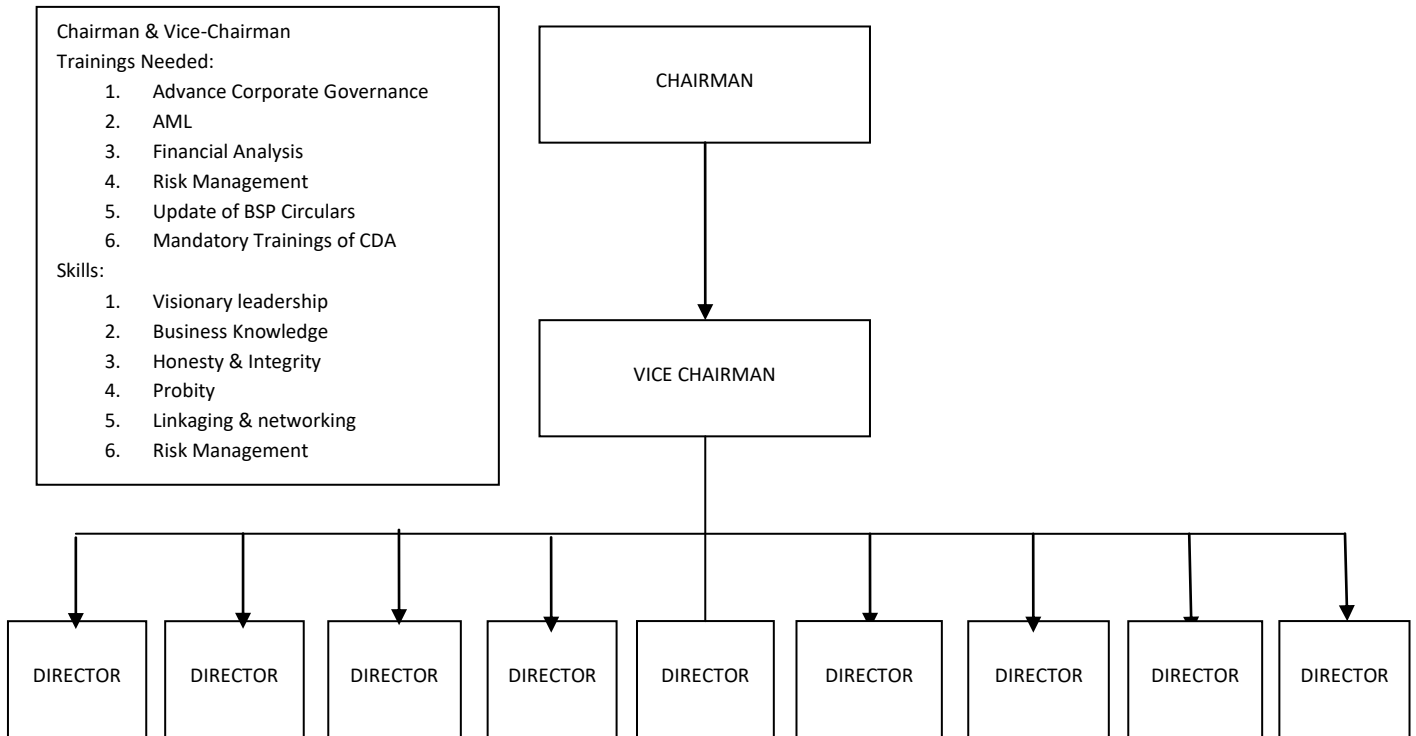 Chairman & Vice-Chairman
Trainings Needed:
1. Advance Corporate Governance
2. AML
3. Financial Analysis
4. Risk Management
5. Update of BSP Circulars
6. Mandatory Trainings of CDA
Skills:
1. Visionary leadership
2. Business Knowledge
3. Honesty & Integrity
4. Probity
5. Linkaging & networking
6. Risk Management
CHAIRMAN
VICE CHAIRMAN
DIRECTOR
DIRECTOR
DIRECTOR
DIRECTOR
DIRECTOR
DIRECTOR
DIRECTOR
DIRECTOR
DIRECTOR